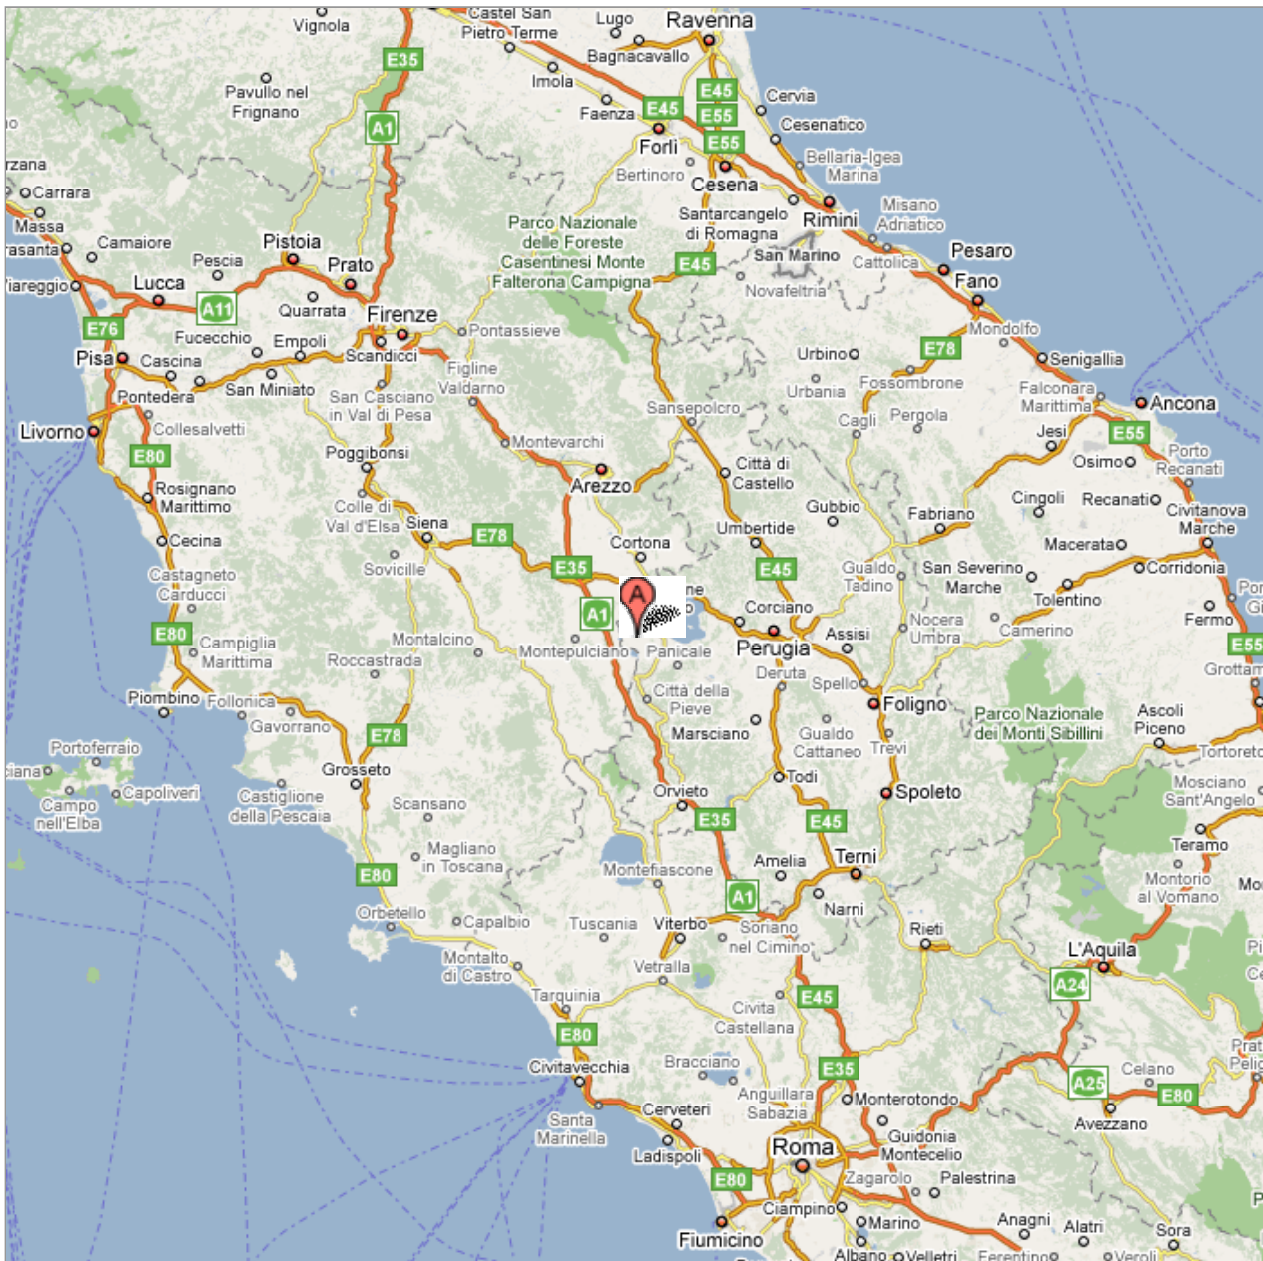 Castel San
Pietro Terme
Lugo
Ravenna
Vignola
Bagnacavallo
E35
Imola
E45
Cervia
Pavullo nel
Frignano
Faenza
E45
E55
Cesenatico
A1
Forlì
E55
Bellaria-Igea
Marina
rzana
Bertinoro
Cesena
Carrara
Santarcangelo
di Romagna
Rimini
Misano
Adriatico
Massa
Parco Nazionale
delle Foreste
Casentinesi Monte
Falterona Campigna
rasanta
Camaiore
Pistoia
San Marino
Pesaro
Pescia
Prato
E45
Cattolica
Fano
'iareggio
Lucca
A11
Quarrata
Novafeltria
Firenze
Mondolfo
E76
Fucecchio
Empoli
Scandicci
Pontassieve
Urbino
E78
Senigallia
Pisa
Cascina
San Miniato
Figline
Valdarno
Urbania
Fossombrone
Falconara
Marittima
Pontedera
San Casciano
in Val di Pesa
Sansepolcro
Cagli
Pergola
Ancona
Livorno
Collesalvetti
Montevarchi
Jesi
E55
E80
Poggibonsi
Arezzo
Città di
Castello
Osimo
Porto
Recanati
Rosignano
Marittimo
Colle di
Val d'Elsa
Siena
Gubbio
Cingoli
Recanati
Civitanova
Marche
E78
Umbertide
Fabriano
Cecina
Sovicille
Cortona
Macerata
E35
E45
Gualdo
Tadino
San Severino
Marche
Corridonia
Castagneto
Carducci
A
ne
o
Tolentino
Por
Gi
A1
Corciano
Fermo
E80
Campiglia
Marittima
Montalcino
Montepulciano
Panicale
Perugia
Assisi
Nocera
Umbra
Camerino
E55
Roccastrada
Deruta
Spello
Grottam
Piombino
Follonica
Gavorrano
Città della
Pieve
Foligno
Parco Nazionale
dei Monti Sibillini
Ascoli
Piceno
E78
Marsciano
Gualdo
Cattaneo
Trevi
Portoferraio
Tortoreto
ciana
Grosseto
Todi
Mosciano
Sant'Angelo
Campo
nell'Elba
Capoliveri
Castiglione
della Pescaia
Scansano
Orvieto
Spoleto
E35
E45
Teramo
Magliano
in Toscana
E80
Montefiascone
Amelia
Terni
Montorio
al Vomano
Mo
A1
Narni
Orbetello
Capalbio
Tuscania
Viterbo
Soriano
nel Cimino
Rieti
L'Aquila
Pi
Ce
Montalto
di Castro
Vetralla
A24
Tarquinia
Civita
Castellana
E45
E80
Prat
Pelig
Civitavecchia
Bracciano
E35
A25
Celano
E80
Anguillara
Sabazia
Monterotondo
Avezzano
Santa
Marinella
Cerveteri
Guidonia
Montecelio
Ladispoli
Roma
Zagarolo
Palestrina
E80
Ciampino
Marino
Anagni
Alatri
Sora
Fiumicino
Albano
Velletri
Ferentino
Veroli
P